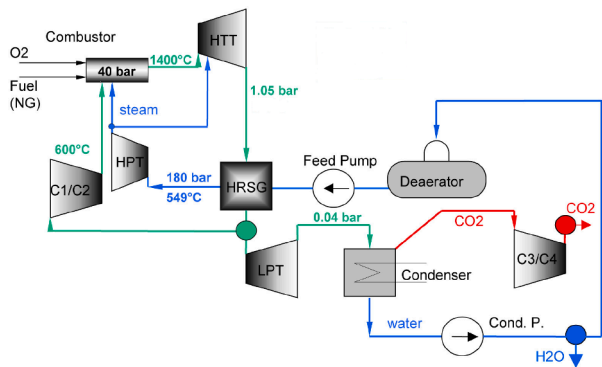 Combustor
HTT
O2
1400°C
40 bar
Fuel
(NG)
1.05 bar
steam
600°C
HPT
Feed Pump
180 bar
HRSG
Deaerator
C1/C2
549°C
0.04 bar
CO2
CO2
LPT
Condenser
C3/C4
water
Cond. P.
H2O